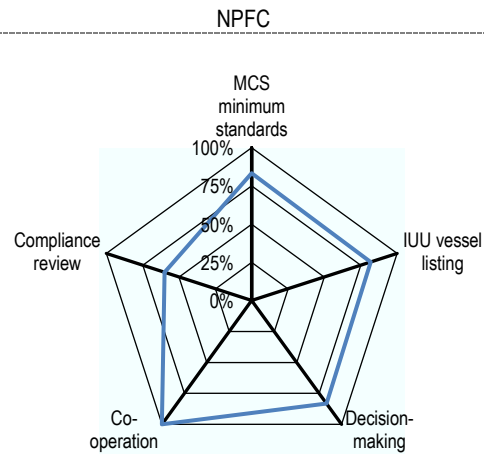 NPFC
MCS
minimum
standards
100%
75%
50%
25%
0%
IUU vessel
listing
Decision-
making
Co-
operation
Compliance
review